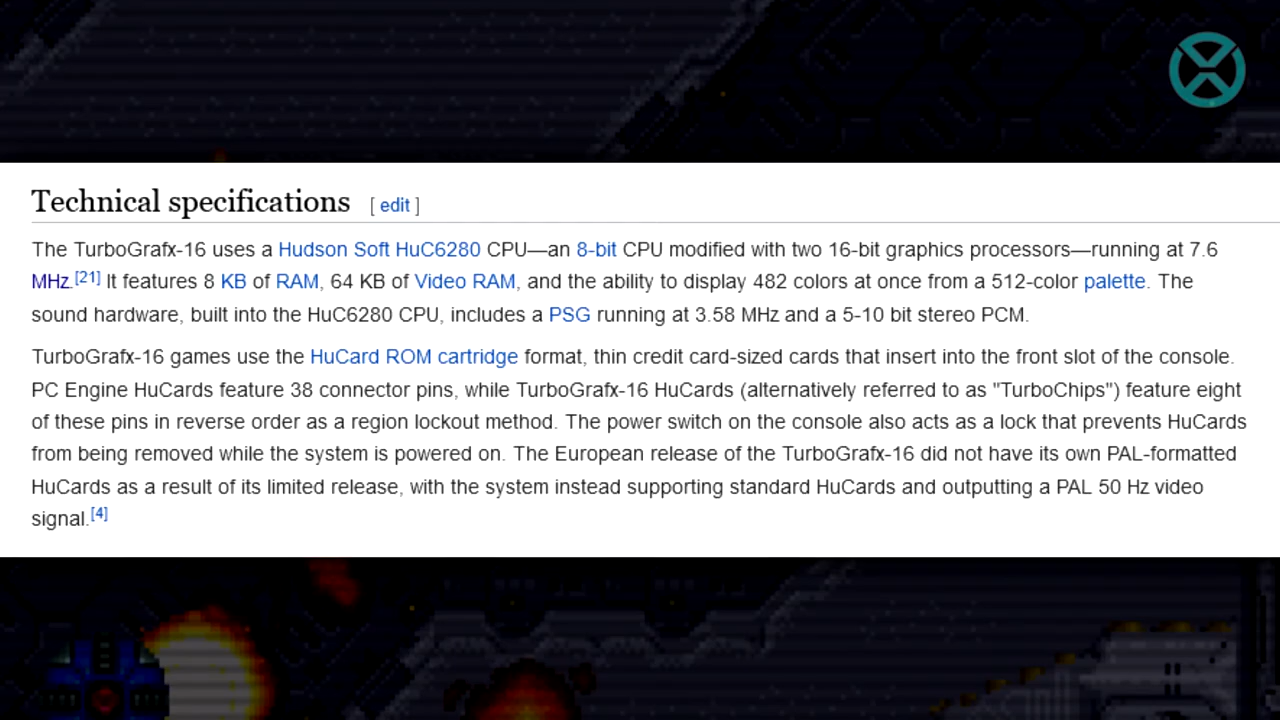 Technical specifications [ edit ]
The TurboGrafx-16 uses a Hudson Soft HuC6280 CPU—an 8-bit CPU modified with two 16-bit graphics processors—running at 7.6
MHz.[21] It features 8 KB of RAM, 64 KB of Video RAM, and the ability to display 482 colors at once from a 512-color palette. The
sound hardware, built into the HuC6280 CPU, includes a PSG running at 3.58 MHz and a 5-10 bit stereo PCM.
TurboGrafx-16 games use the HuCard ROM cartridge format, thin credit card-sized cards that insert into the front slot of the console.
PC Engine HuCards feature 38 connector pins, while TurboGrafx-16 HuCards (alternatively referred to as "TurboChips") feature eight
of these pins in reverse order as a region lockout method. The power switch on the console also acts as a lock that prevents HuCards
from being removed while the system is powered on. The European release of the TurboGrafx-16 did not have its own PAL-formatted
HuCards as a result of its limited release, with the system instead supporting standard HuCards and outputting a PAL 50 Hz video
signal.[4]